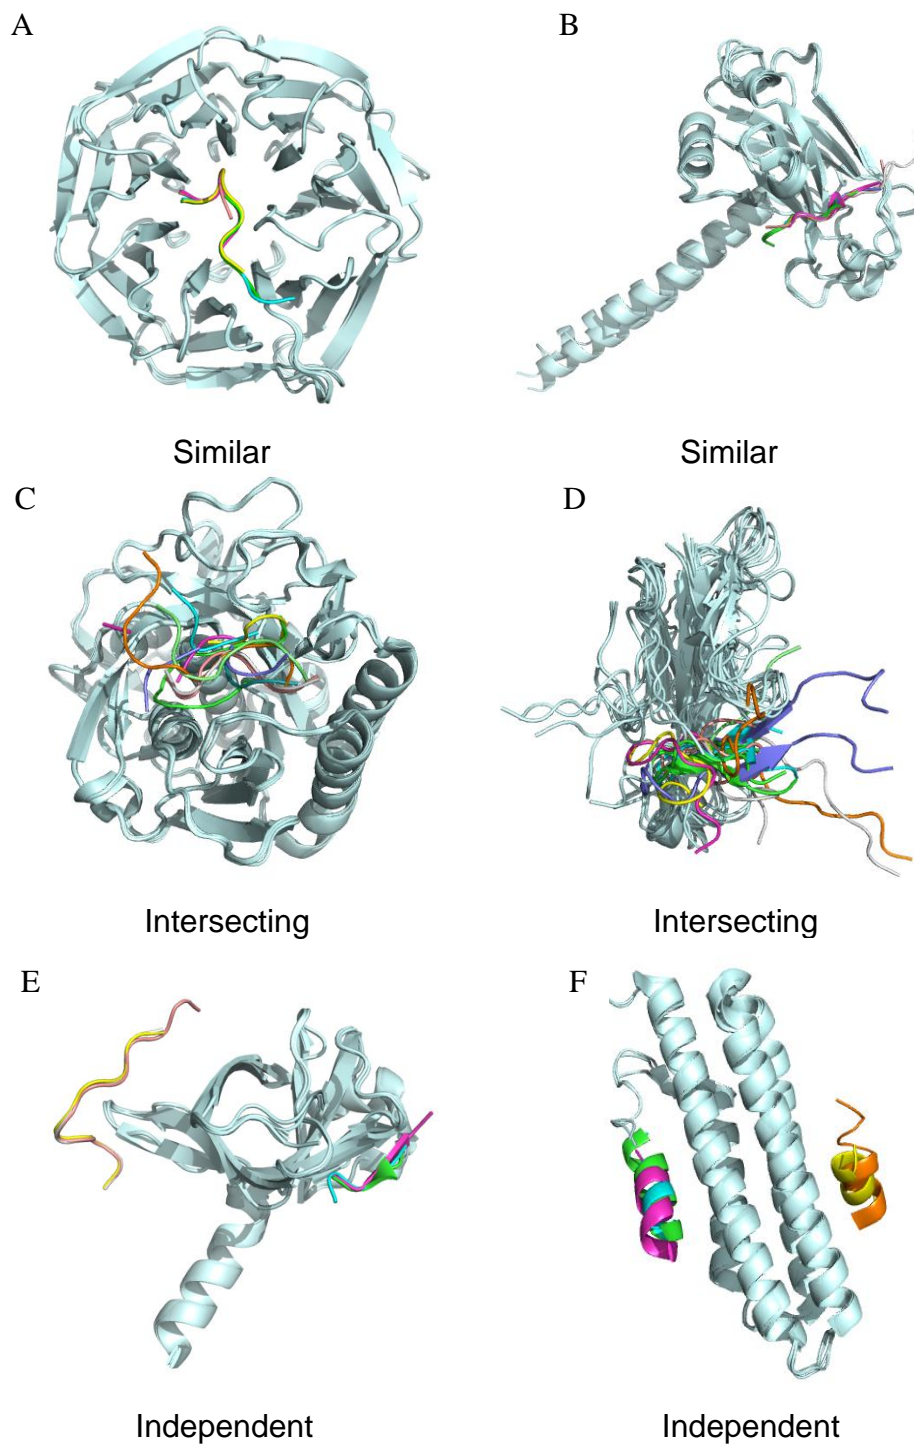 A
B
Similar
Similar
C
D
Intersecting
Intersecting
E
F
Independent
Independent